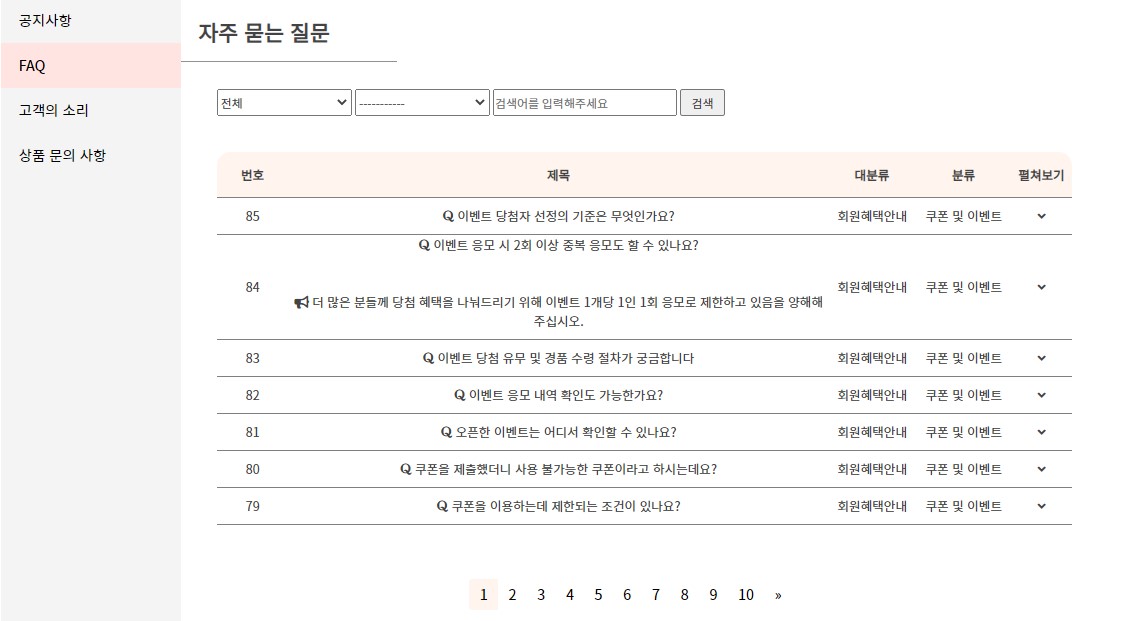 공지사항
FAQ
고객의 소리
상품 문의 사항
자주 묻는 질문
전체 ----------- 검색어를 입력해주세요 검색
번호 제목 대분류 분류 펼쳐보기
85 Q 이벤트 당첨자 선정의 기준은 무엇인가요? 회원혜택안내 쿠폰 및 이벤트
Q 이벤트 응모 시 2회 이상 중복 응모도 할 수 있나요?
84 회원혜택안내 쿠폰 및 이벤트
더 많은 분들께 당첨 혜택을 나눠드리기 위해 이벤트 1개당 1인 1회 응모로 제한하고 있음을 양해해
주십시오.
83 Q 이벤트 당첨 유무 및 경품 수령 절차가 궁금합니다 회원혜택안내 쿠폰 및 이벤트
82 Q 이벤트 응모 내역 확인도 가능한가요? 회원혜택안내 쿠폰 및 이벤트
81 Q 오픈한 이벤트는 어디서 확인할 수 있나요? 회원혜택안내 쿠폰 및 이벤트
80 Q 쿠폰을 제출했더니 사용 불가능한 쿠폰이라고 하시는데요? 회원혜택안내 쿠폰 및 이벤트
79 Q 쿠폰을 이용하는데 제한되는 조건이 있나요? 회원혜택안내 쿠폰 및 이벤트
1 2 3 4 5 6 7 8 9 10 »